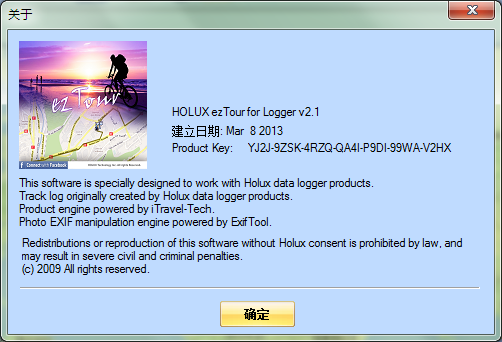 关于
ez Tour
Connect with Facebook
HOLUX ezTour for Logger v2.1
建立日期: Mar 8 2013
Product Key: YJ2J-9ZSK-4RZQ-QA4I-P9DI-99WA-V2HX
This software is specially designed to work with Holux data logger products.
Track log originally created by Holux data logger products.
Product engine powered by iTravel-Tech.
Photo EXIF manipulation engine powered by ExifTool.
Redistributions or reproduction of this software without Holux consent is prohibited by law, and
may result in severe civil and criminal penalties.
(c) 2009 All rights reserved.
确定